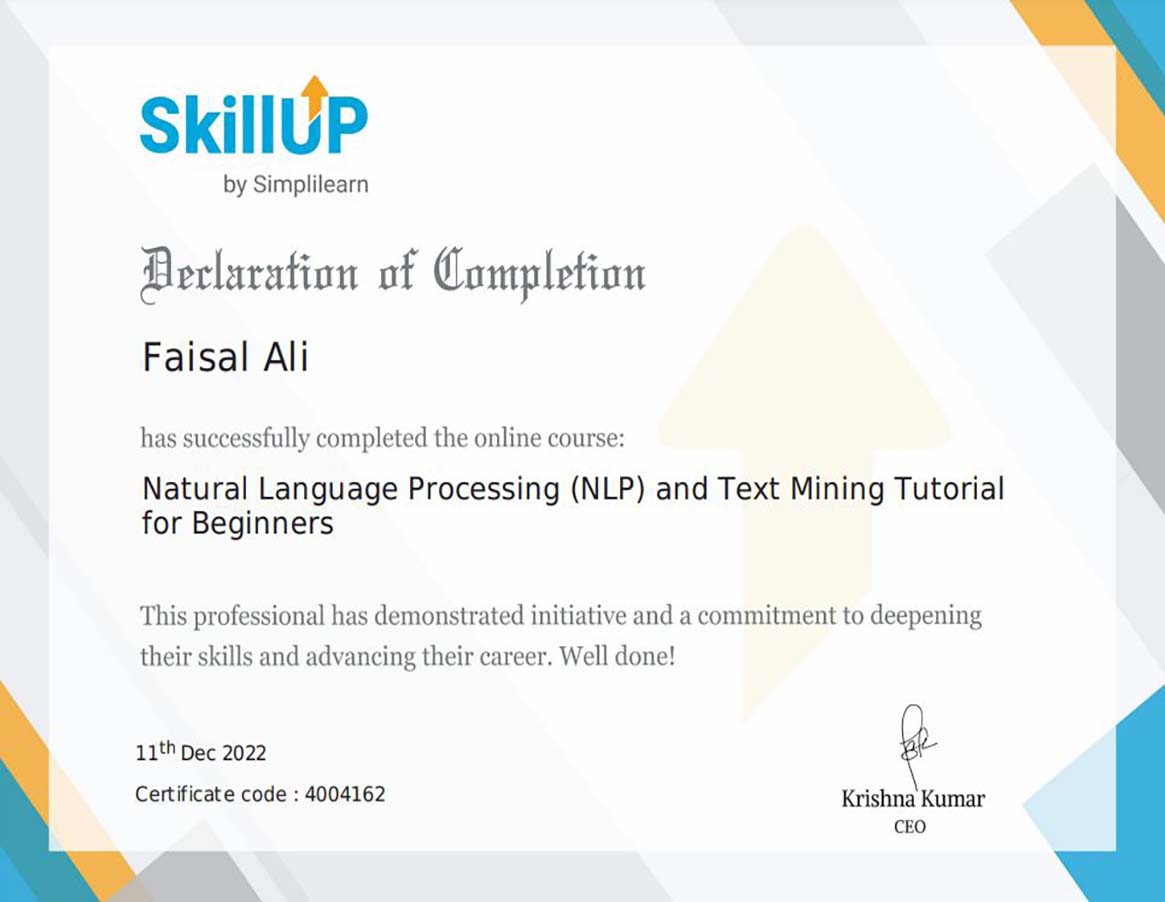 SkillUP
by Simplilearn
Declaration of Completion
Faisal Ali
has successfully completed the online course:
Natural Language Processing (NLP) and Text Mining Tutorial
for Beginners
This professional has demonstrated initiative and a commitment to deepening
their skills and advancing their career. Well done!
11th Dec 2022
Certificate code : 4004162
Krishna Kumar
CEO